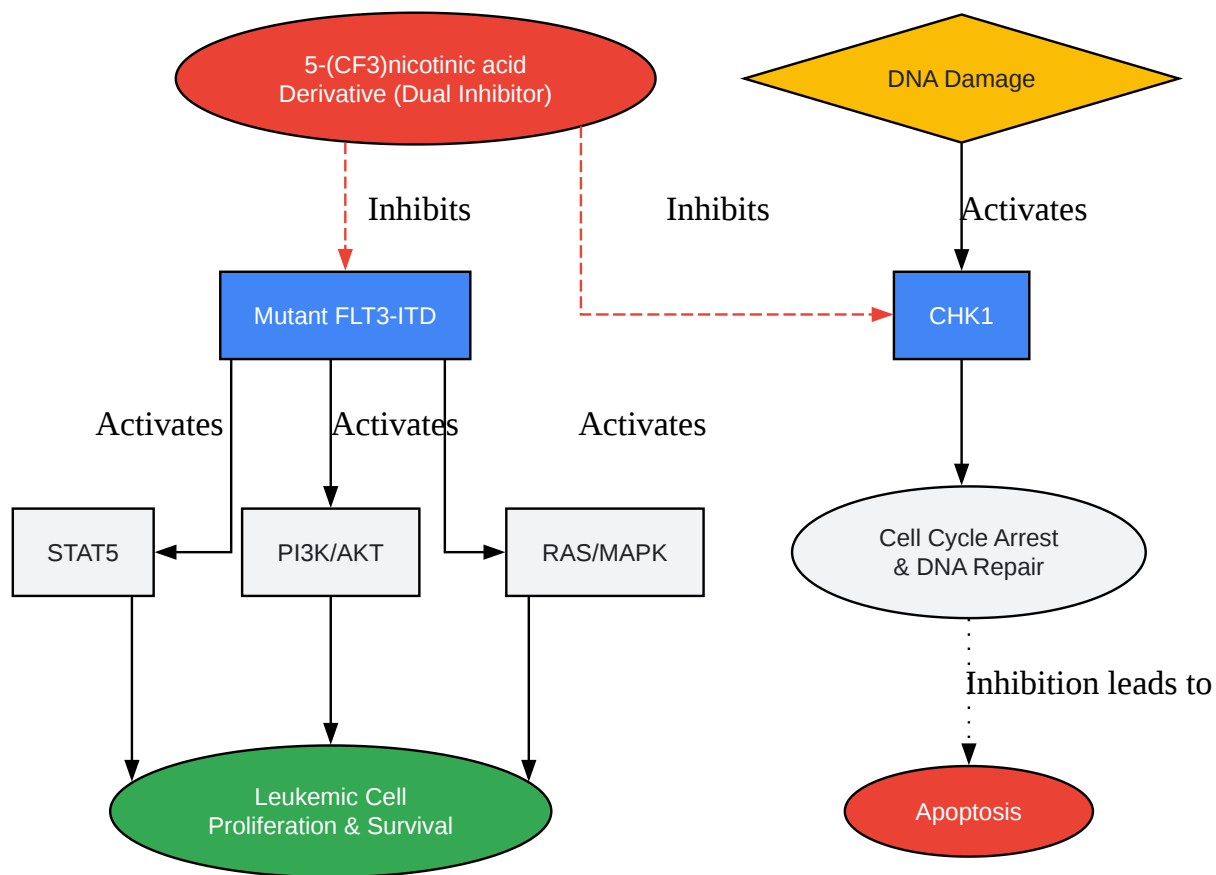 5-(CF3)nicotinic acid
Derivative (Dual Inhibitor)
DNA Damage
Inhibits
Inhibits
Activates
Mutant FLT3-ITD
CHK1
Activates
Activates
Activates
STAT5
PI3K/AKT
RAS/MAPK
Cell Cycle Arrest
& DNA Repair
Inhibition leads to
Leukemic Cell
Proliferation & Survival
Apoptosis